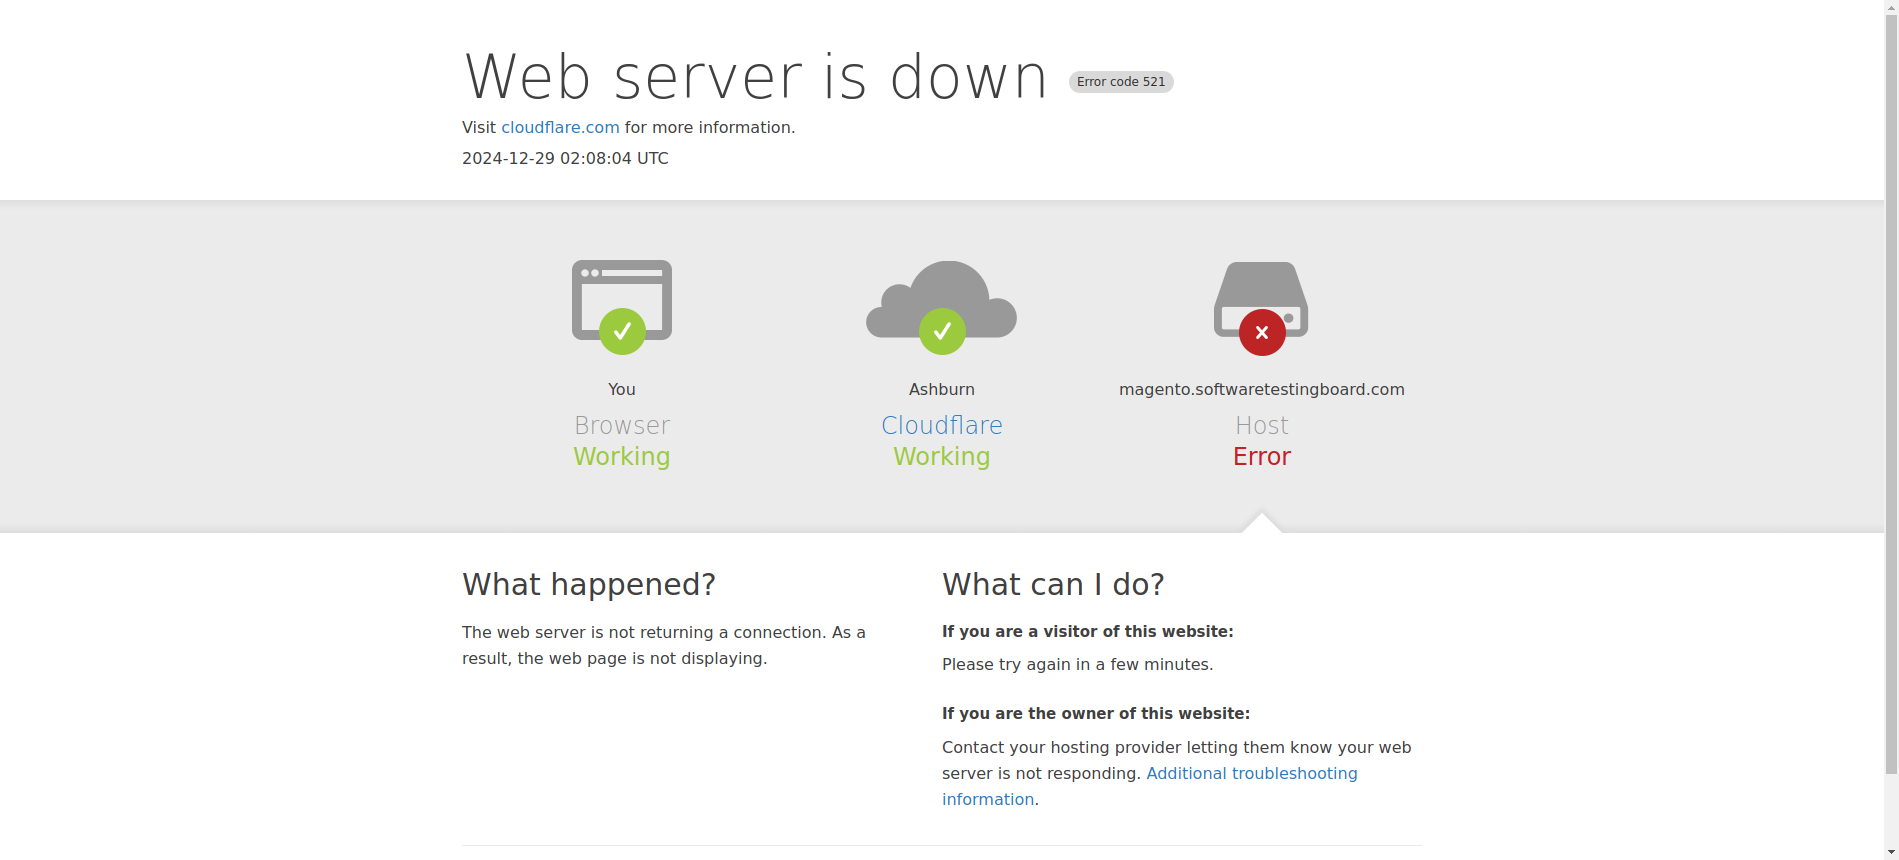 Web server is down Error code 521
Visit cloudflare.com for more information.
2024-12-29 02:08:04 UTC
You
Browser
Working
Ashburn
Cloudflare
Working
magento.softwaretestingboard.com
Host
Error
What happened?
The web server is not returning a connection. As a
result, the web page is not displaying.
What can I do?
If you are a visitor of this website:
Please try again in a few minutes.
If you are the owner of this website:
Contact your hosting provider letting them know your web
server is not responding. Additional troubleshooting
information.